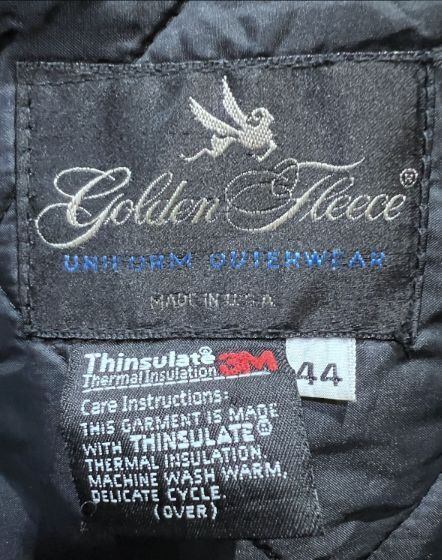 Golden Fleece®
UNIFORM OUTERWEAR
MADE IN U.S.A.
Thinsulate 3M
Thermal Insulation
44
Care Instructions:
THIS GARMENT IS MADE
WITH THINSULATE®
THERMAL INSULATION
MACHINE WASH WARM,
DELICATE CYCLE.
(OVER)